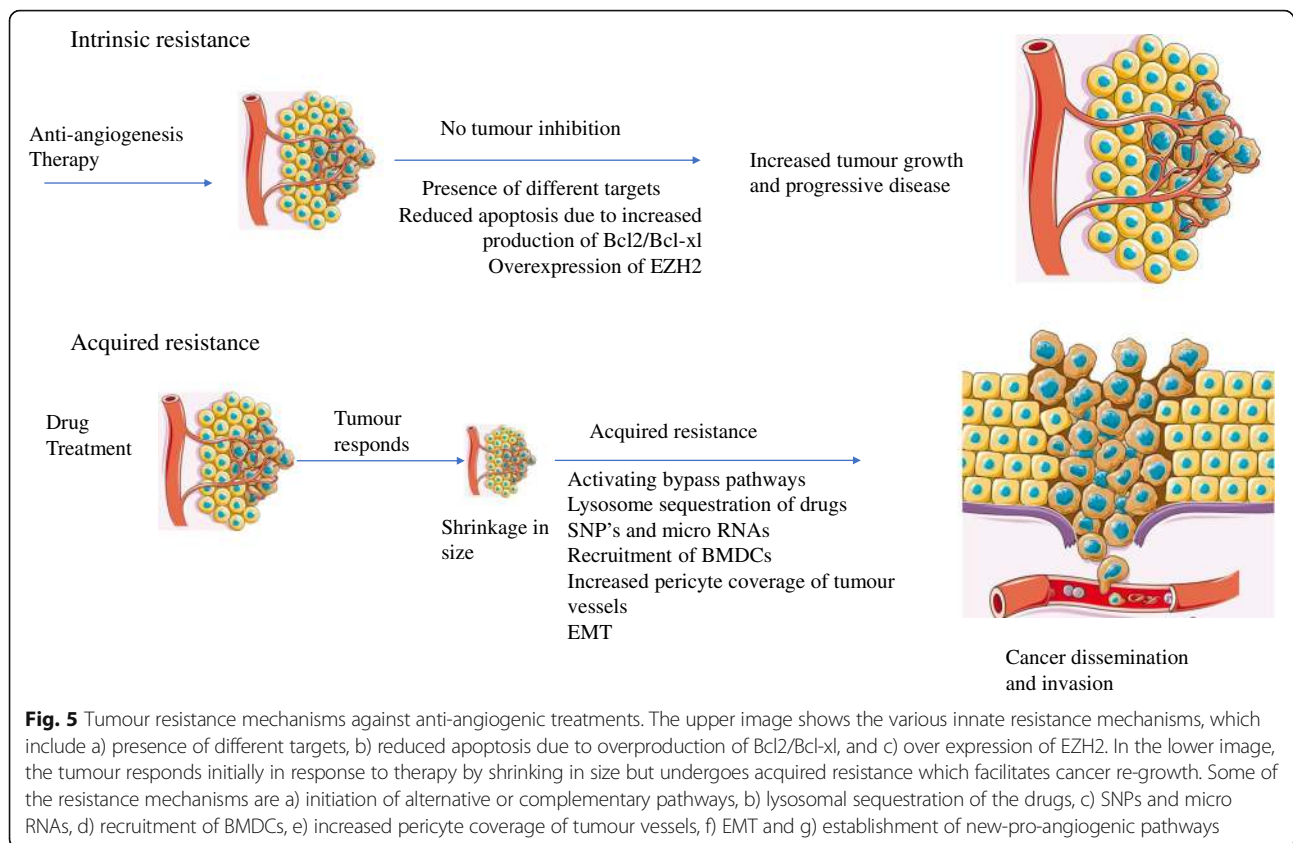 Intrinsic resistance
Anti-angiogenesis
Therapy
No tumour inhibition
Presence of different targets
Reduced apoptosis due to increased
production of Bcl2/Bcl-xl
Overexpression of EZH2
Increased tumour growth
and progressive disease
Acquired resistance
Drug
Treatment
Tumour
responds
Shrinkage in
size
Acquired resistance
Activating bypass pathways
Lysosome sequestration of drugs
SNP's and micro RNAs
Recruitment of BMDCs
Increased pericyte coverage of tumour
vessels
EMT
Cancer dissemination
and invasion
Fig. 5 Tumour resistance mechanisms against anti-angiogenic treatments. The upper image shows the various innate resistance mechanisms, which
include a) presence of different targets, b) reduced apoptosis due to overproduction of Bcl2/Bcl-xl, and c) over expression of EZH2. In the lower image,
the tumour responds initially in response to therapy by shrinking in size but undergoes acquired resistance which facilitates cancer re-growth. Some of
the resistance mechanisms are a) initiation of alternative or complementary pathways, b) lysosomal sequestration of the drugs, c) SNPs and micro
RNAs, d) recruitment of BMDCs, e) increased pericyte coverage of tumour vessels, f) EMT and g) establishment of new-pro-angiogenic pathways